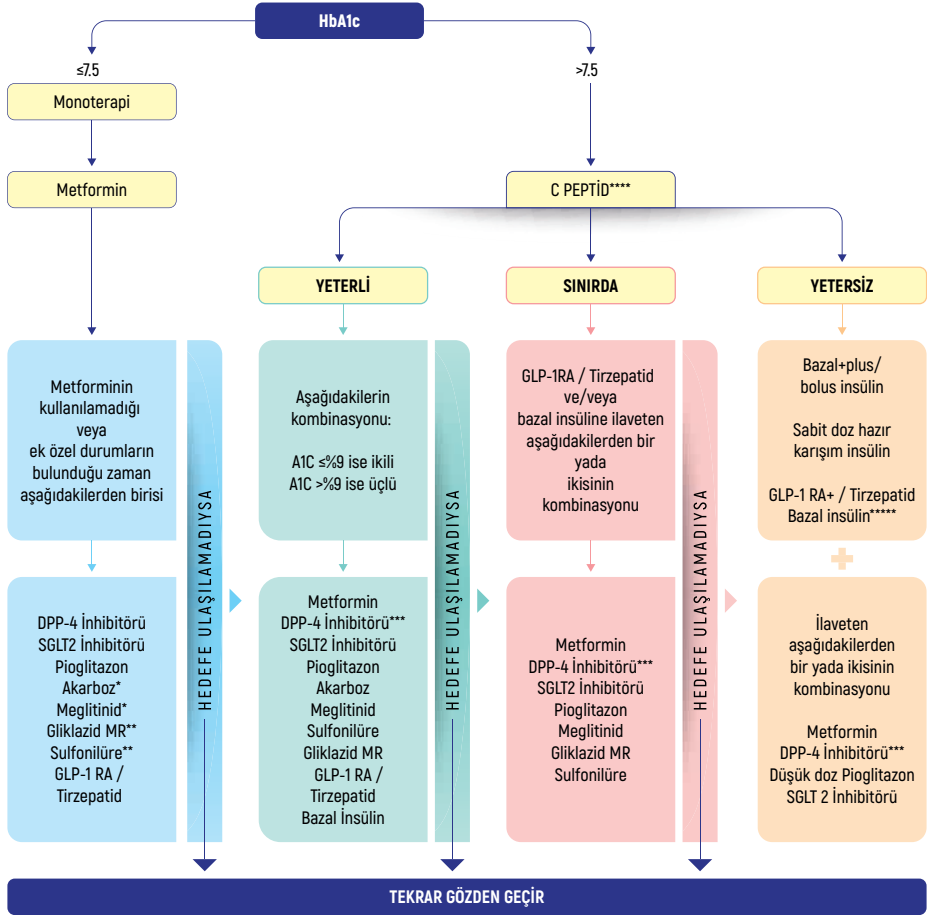 HbA1c
≤7.5
>7.5
Monoterapi
Metformin
C PEPTİD****
YETERLİ
SINIRDA
YETERSİZ
Metforminin
kullanılamadığı
veya
ek özel durumların
bulunduğu zaman
aşağıdakilerden birisi
DPP-4 İnhibitörü
SGLT2 İnhibitörü
Pioglitazon
Akarboz*
Meglitinid*
Gliklazid MR**
Sulfonilüre**
GLP-1 RA /
Tirzepatid
HEDEFE ULAŞILAMADIYSA
Aşağıdakilerin
kombinasyonu:
A1C ≤%9 ise ikili
A1C >%9 ise üçlü
Metformin
DPP-4 İnhibitörü***
SGLT2 İnhibitörü
Pioglitazon
Akarboz
Meglitinid
Sulfonilüre
Gliklazid MR
GLP-1 RA /
Tirzepatid
Bazal İnsülin
HEDEFE ULAŞILAMADIYSA
GLP-1RA / Tirzepatid
ve/veya
bazal insüline ilaveten
aşağıdakilerden bir
yada
ikisinin
kombinasyonu
Metformin
DPP-4 İnhibitörü***
SGLT2 İnhibitörü
Pioglitazon
Meglitinid
Gliklazid MR
Sulfonilüre
HEDEFE ULAŞILAMADIYSA
Bazal+plus/
bolus insülin
Sabit doz hazır
karışım insülin
GLP-1 RA+ / Tirzepatid
Bazal insülin*****
+
İlaveten
aşağıdakilerden
bir yada ikisinin
kombinasyonu
Metformin
DPP-4 İnhibitörü***
Düşük doz Pioglitazon
SGLT 2 İnhibitörü
TEKRAR GÖZDEN GEÇİR